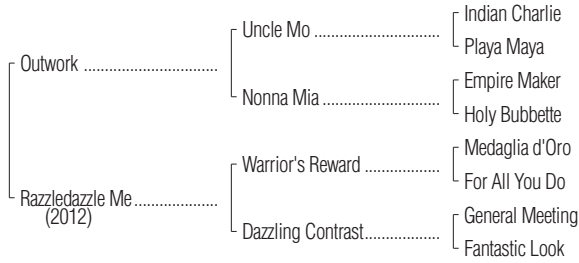 Indian Charlie
Uncle Mo ..............................
Playa Maya
Outwork ................................
Empire Maker
Nonna Mia ............................
Holy Bubbette
Medaglia d'Oro
Warrior's Reward ..................
For All You Do
Razzledazzle Me ....................
(2012)
General Meeting
Dazzling Contrast ..................
Fantastic Look